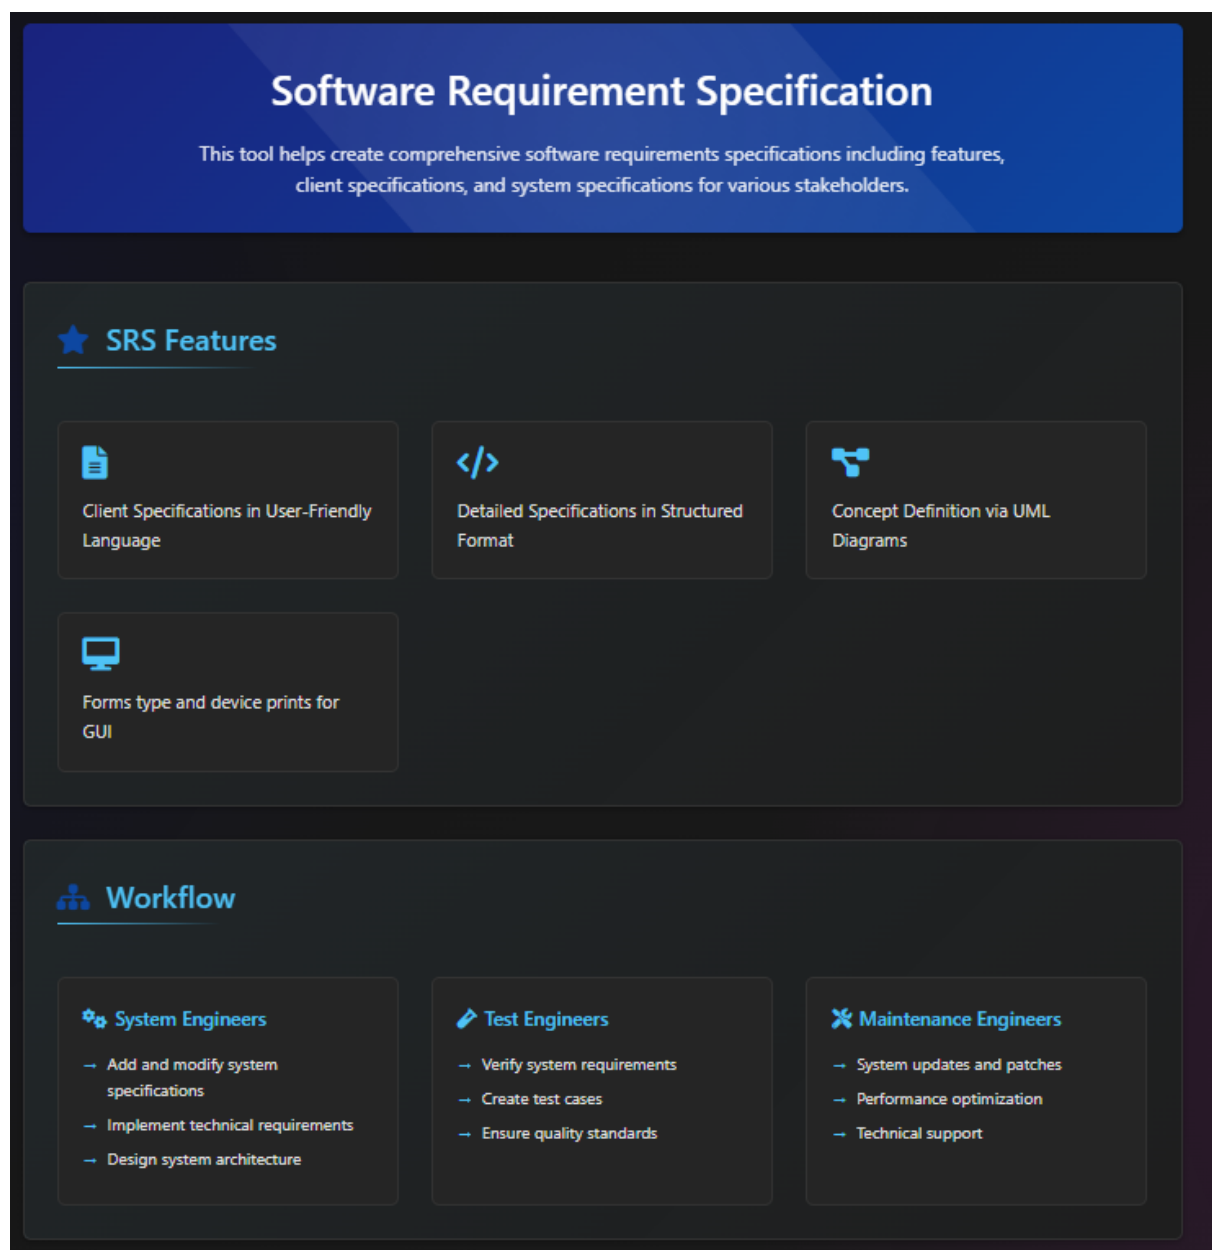 Software Requirement Specification
This tool helps create comprehensive software requirements specifications including features,
client specifications, and system specifications for various stakeholders.
SRS Features
Client Specifications in User-Friendly
Language
Detailed Specifications in Structured
Format
Concept Definition via UML
Diagrams
Forms type and device prints for
GUI
Workflow
System Engineers
→ Add and modify system
specifications
→ Implement technical requirements
→ Design system architecture
Test Engineers
→ Verify system requirements
→ Create test cases
→ Ensure quality standards
Maintenance Engineers
→ System updates and patches
→ Performance optimization
→ Technical support